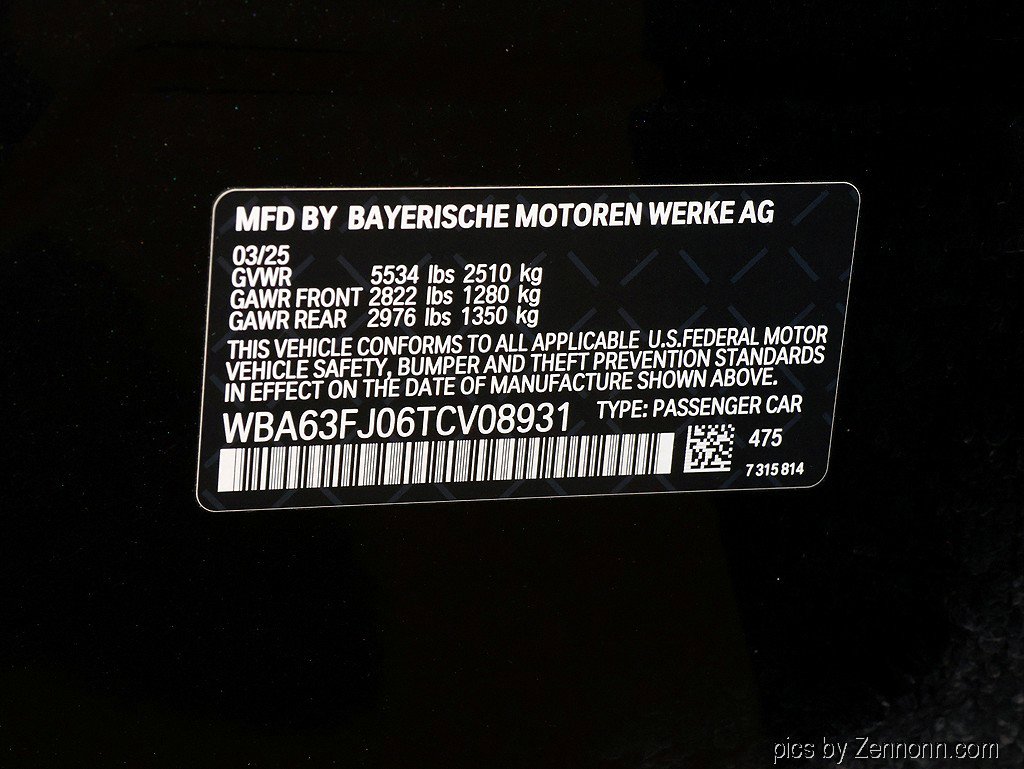 MFD BY BAYERISCHE MOTOREN WERKE AG
03/25
GVWR 5534 lbs 2510 kg
GAWR FRONT 2822 lbs 1280 kg
GAWR REAR 2976 lbs 1350 kg
THIS VEHICLE CONFORMS TO ALL APPLICABLE U.S.FEDERAL MOTOR
VEHICLE SAFETY, BUMPER AND THEFT PREVENTION STANDARDS
IN EFFECT ON THE DATE OF MANUFACTURE SHOWN ABOVE.
WBA63FJ06TCV08931 TYPE: PASSENGER CAR
475
7 315 814
pics by Zennonn.com